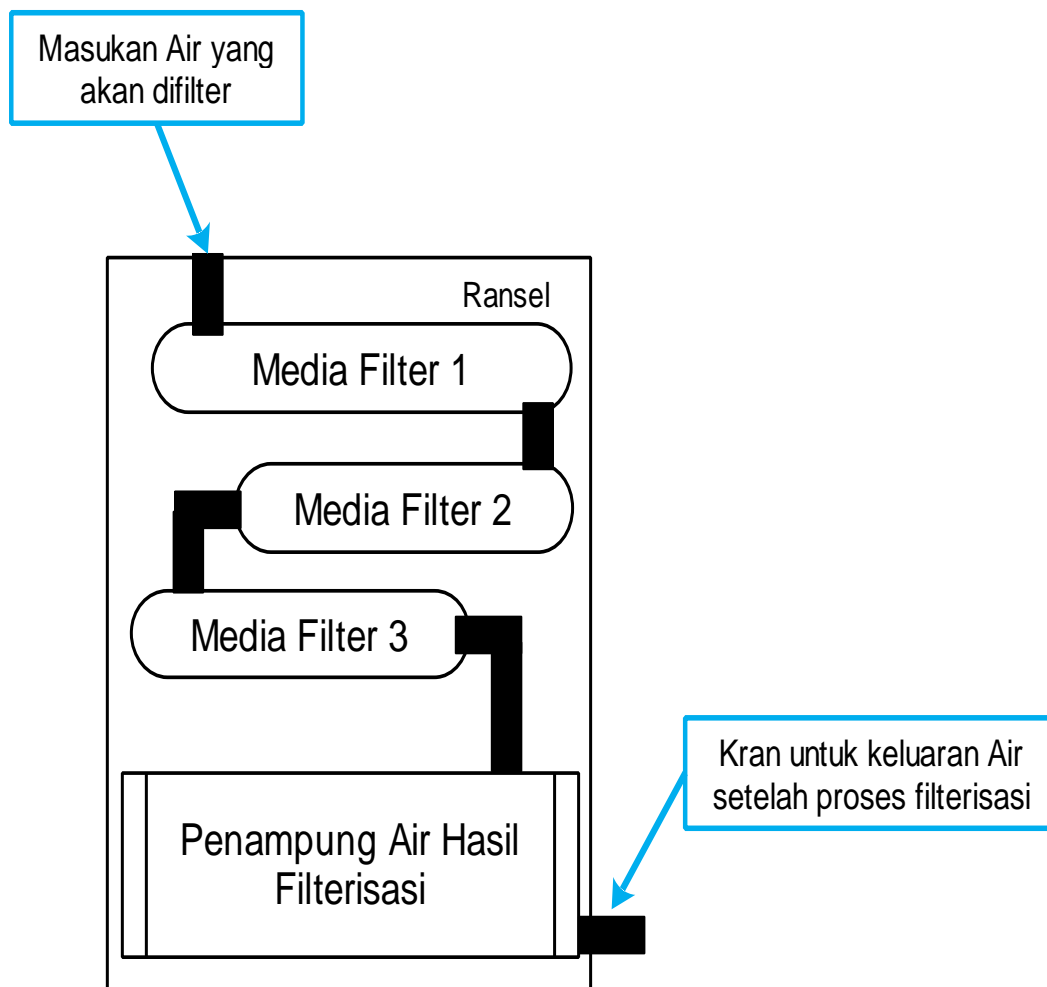 Masukan Air yang
akan difilter
Ransel
Media Filter 1
Media Filter 2
Media Filter 3
Kran untuk keluaran Air
setelah proses filterisasi
Penampung Air Hasil
Filterisasi